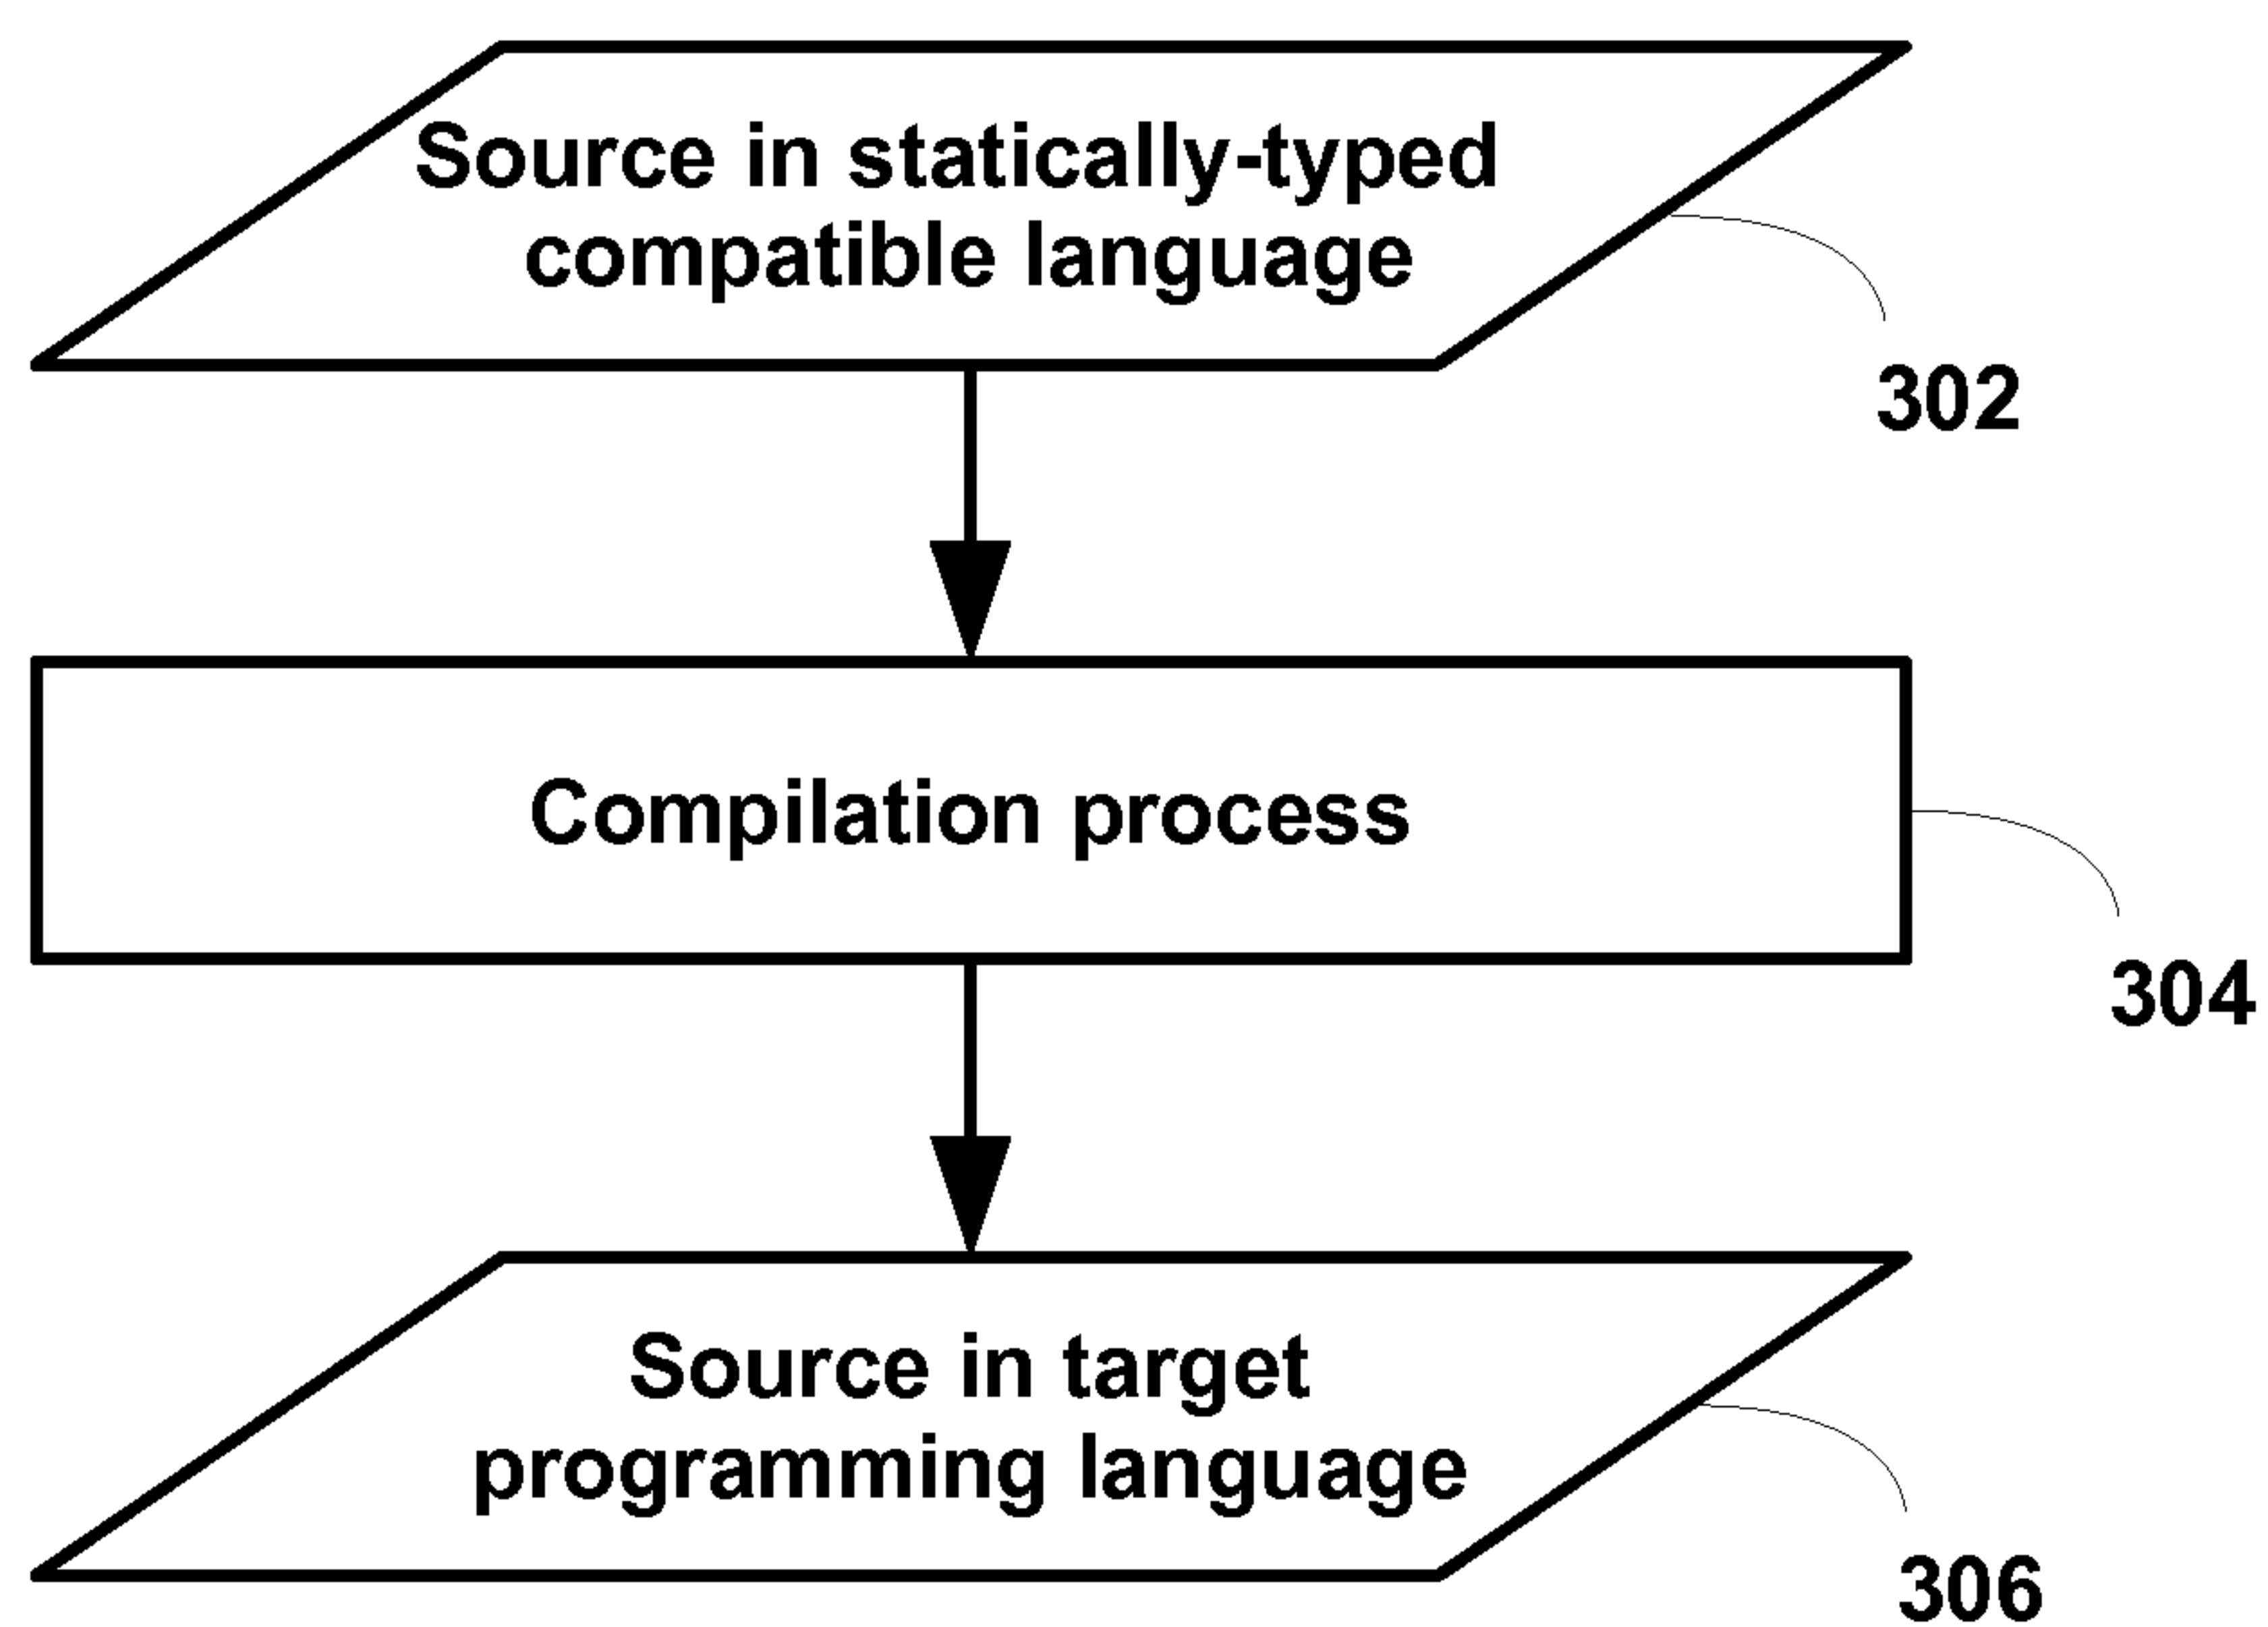 Source in statically-typed
compatible language
302
Compilation process
304
Source in target
programming language
306